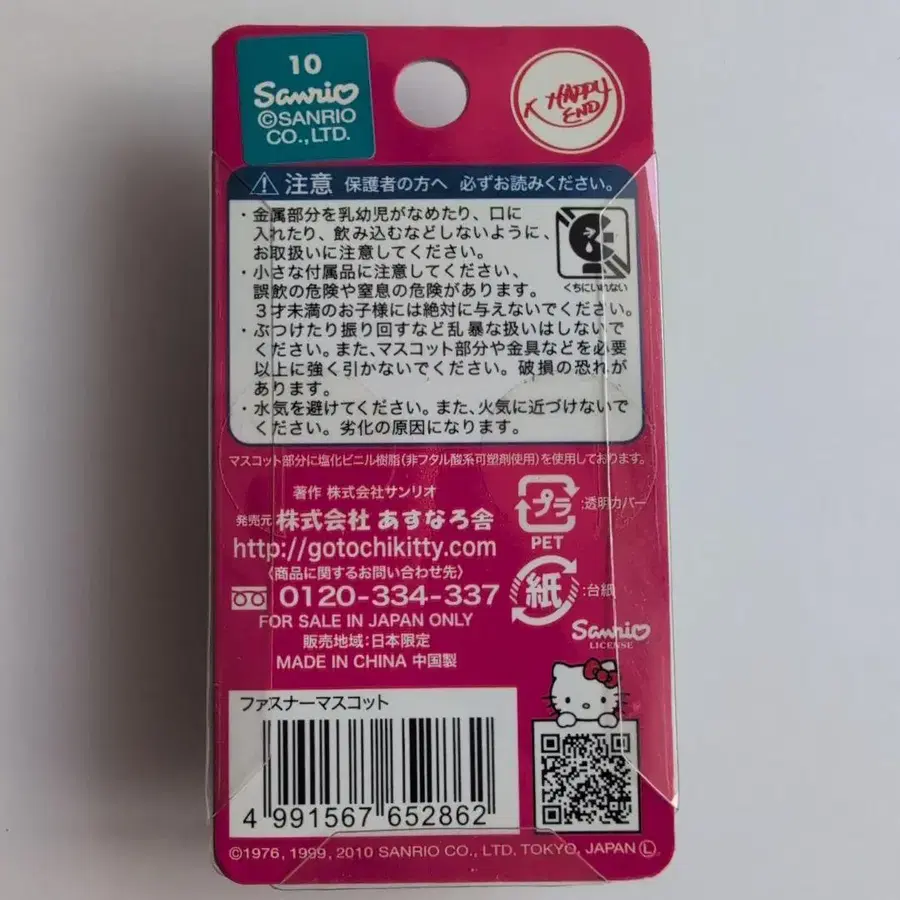 10
Sanrio
©SANRIO
CO.,LTD.
K HAPPY
END
注意 保護者の方へ 必ずお読みください。
・金属部分を乳幼児がなめたり、口に
入れたり、飲み込むなどしないように、
お取扱いに注意してください。
・小さな付属品に注意してください、
誤飲の危険や窒息の危険があります。
3才未満のお子様には絶対に与えないでください。
・ぶつけたり振り回すなど乱暴な扱いはしないで
ください。また、マスコット部分や金具などを必要
以上に強く引かないでください。破損の恐れが
あります。
・水気を避けてください。また、火気に近づけないで
ください。劣化の原因になります。
くちにいれない
マスコット部分に塩化ビニル樹脂(非フタル酸系可塑剤使用)を使用しております。
著作 株式会社サンリオ
発売元 株式会社 あすなろ舎
http://gotochikitty.com
〈商品に関するお問い合わせ先〉
0120-334-337
FOR SALE IN JAPAN ONLY
販売地域:日本限定
MADE IN CHINA 中国製
プラ :透明カバー
PET
紙 :台紙
Sanrio
LICENSE
ファスナーマスコット
4 991567 652862
©1976, 1999, 2010 SANRIO CO., LTD. TOKYO, JAPAN Ⓛ